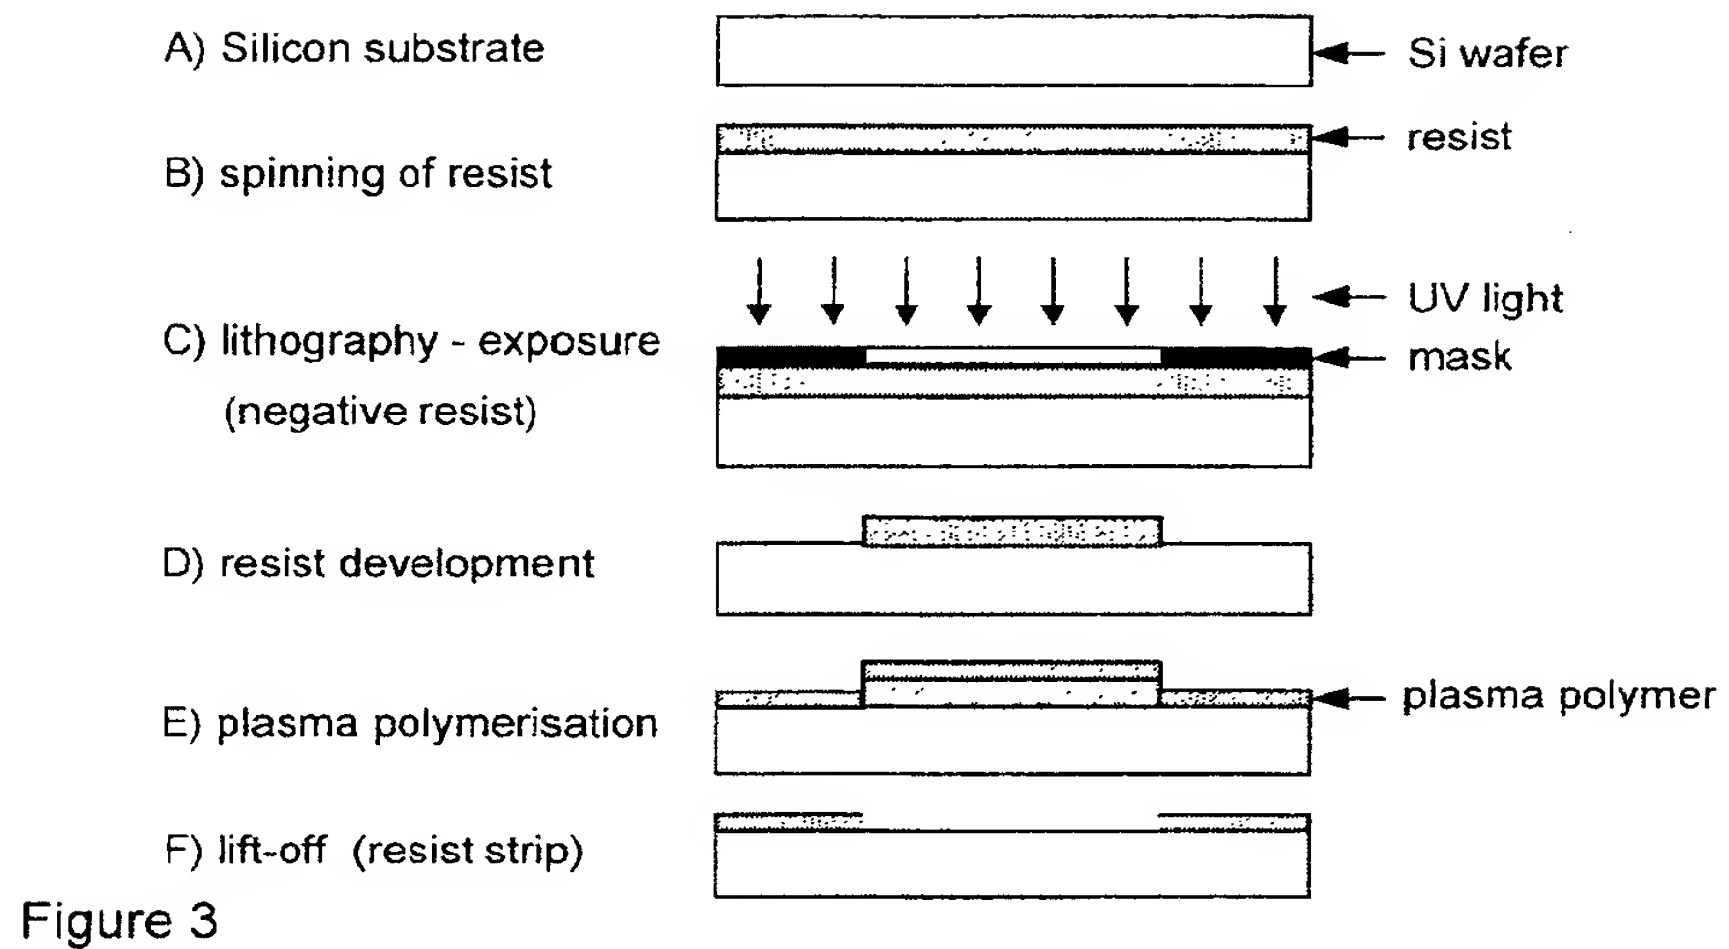 A) Silicon substrate
Si wafer
resist
B) spinning of resist
UV light
C) lithography - exposure
mask
(negative resist)
D) resist development
plasma polymer
E) plasma polymerisation
F) lift-off (resist strip)
Figure 3